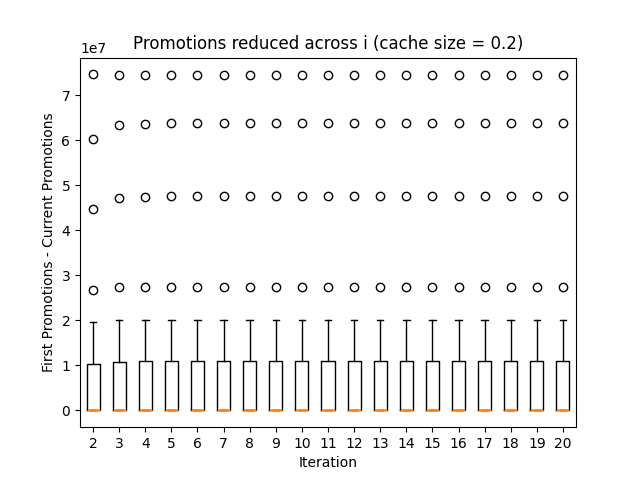 Promotions reduced across i (cache size = 0.2)
1e7
7
6
5
4
3
2
1
0
First Promotions - Current Promotions
2 3 4 5 6 7 8 9 10 11 12 13 14 15 16 17 18 19 20
Iteration